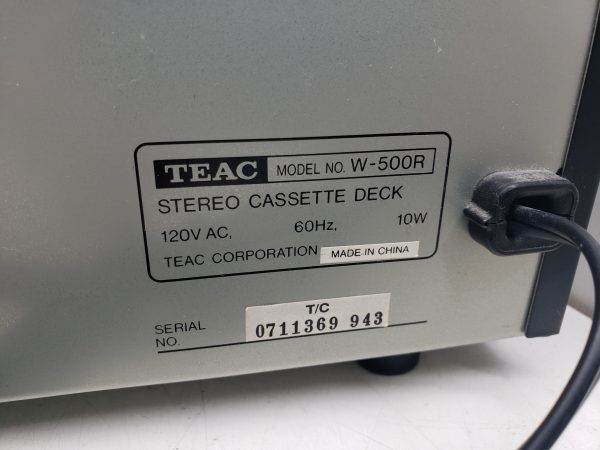 TEAC MODEL NO. W-500R
STEREO CASSETTE DECK
120V AC, 60Hz, 10W
TEAC CORPORATION MADE IN CHINA
T/C
SERIAL NO. 0711369 943